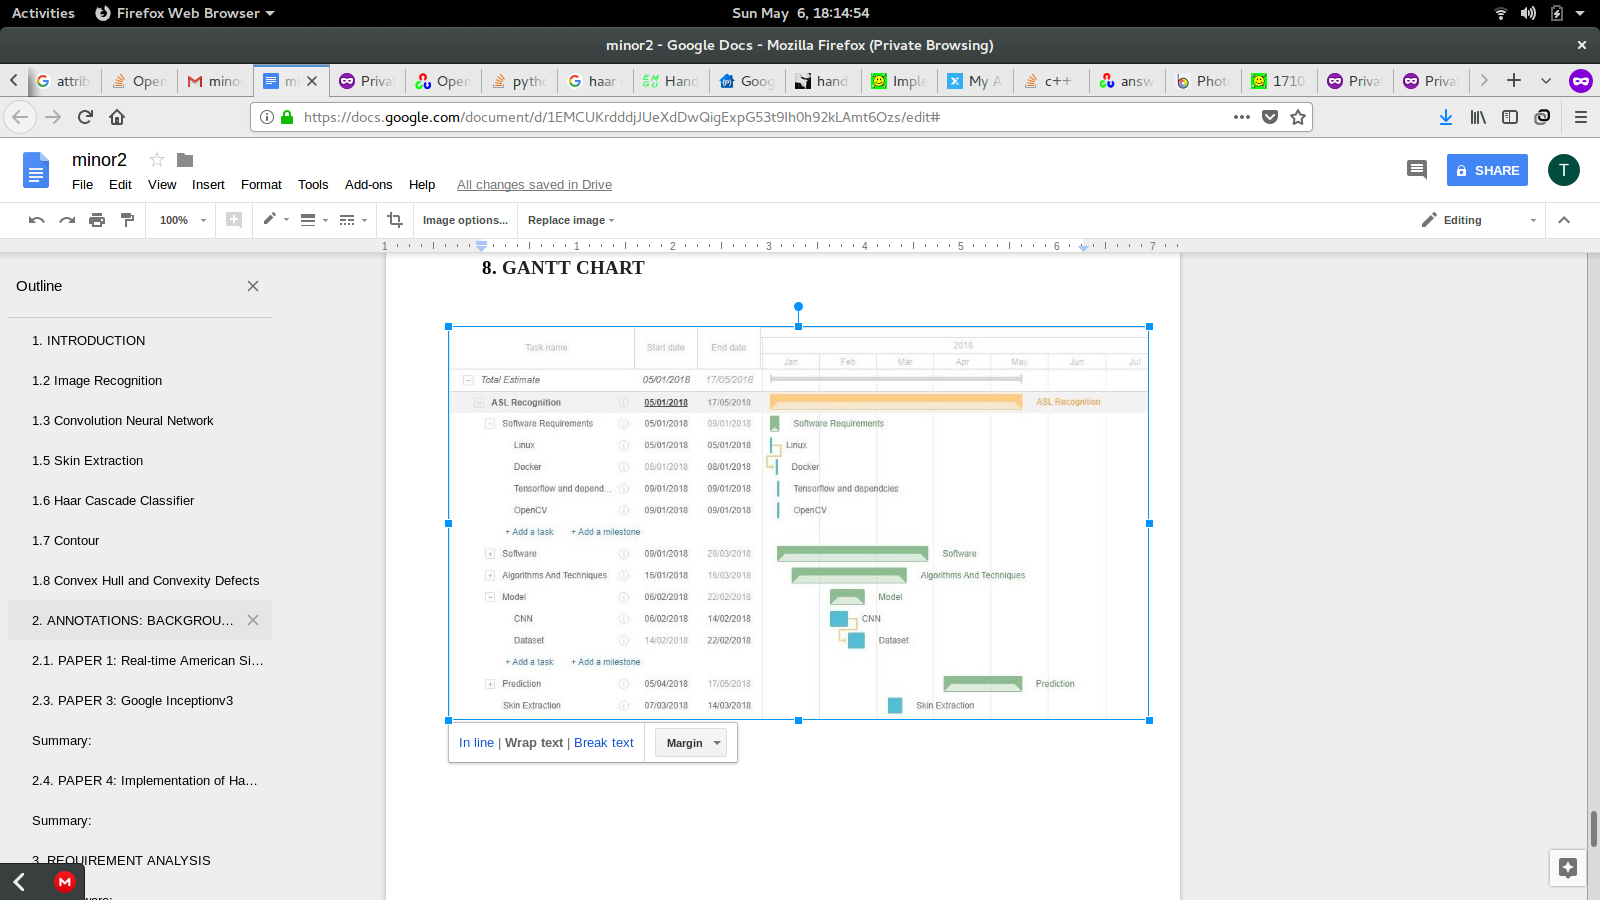 Activities Firefox Web Browser Sun May 6, 18:14:54
minor2 - Google Docs - Mozilla Firefox (Private Browsing)
attrib Open minor mi Privat Open pytho haar Hand Goog hand Imple My A c++ answ Phot 1710 Privat Privat
https://docs.google.com/document/d/1EMCUKrdddjJUeXdDwQigExpG53t9Ih0h92kLAmt6Ozs/edit#
minor2
File Edit View Insert Format Tools Add-ons Help All changes saved in Drive
SHARE T
100% Image options... Replace image Editing
1 1 2 3 4 5 6 7
Outline
1. INTRODUCTION
1.2 Image Recognition
1.3 Convolution Neural Network
1.5 Skin Extraction
1.6 Haar Cascade Classifier
1.7 Contour
1.8 Convex Hull and Convexity Defects
2. ANNOTATIONS: BACKGROU...
2.1. PAPER 1: Real-time American Si...
2.3. PAPER 3: Google Inceptionv3
Summary:
2.4. PAPER 4: Implementation of Ha...
Summary:
3. REQUIREMENT ANALYSIS
M
8. GANTT CHART
Task name Start date End date 2018
Jan Feb Mar Apr May Jun Jul
Total Estimate 05/01/2018 17/05/2018
ASL Recognition 05/01/2018 17/05/2018 ASL Recognition
Software Requirements 05/01/2018 09/01/2018 Software Requirements
Linux 05/01/2018 05/01/2018 Linux
Docker 08/01/2018 08/01/2018 Docker
Tensorflow and depend... 09/01/2018 09/01/2018 Tensorflow and dependcies
OpenCV 09/01/2018 09/01/2018 OpenCV
+ Add a task + Add a milestone
Software 09/01/2018 28/03/2018 Software
Algorithms And Techniques 16/01/2018 16/03/2018 Algorithms And Techniques
Model 06/02/2018 22/02/2018 Model
CNN 06/02/2018 14/02/2018 CNN
Dataset 14/02/2018 22/02/2018 Dataset
+ Add a task + Add a milestone
Prediction 05/04/2018 17/05/2018 Prediction
Skin Extraction 07/03/2018 14/03/2018 Skin Extraction
In line | Wrap text | Break text Margin